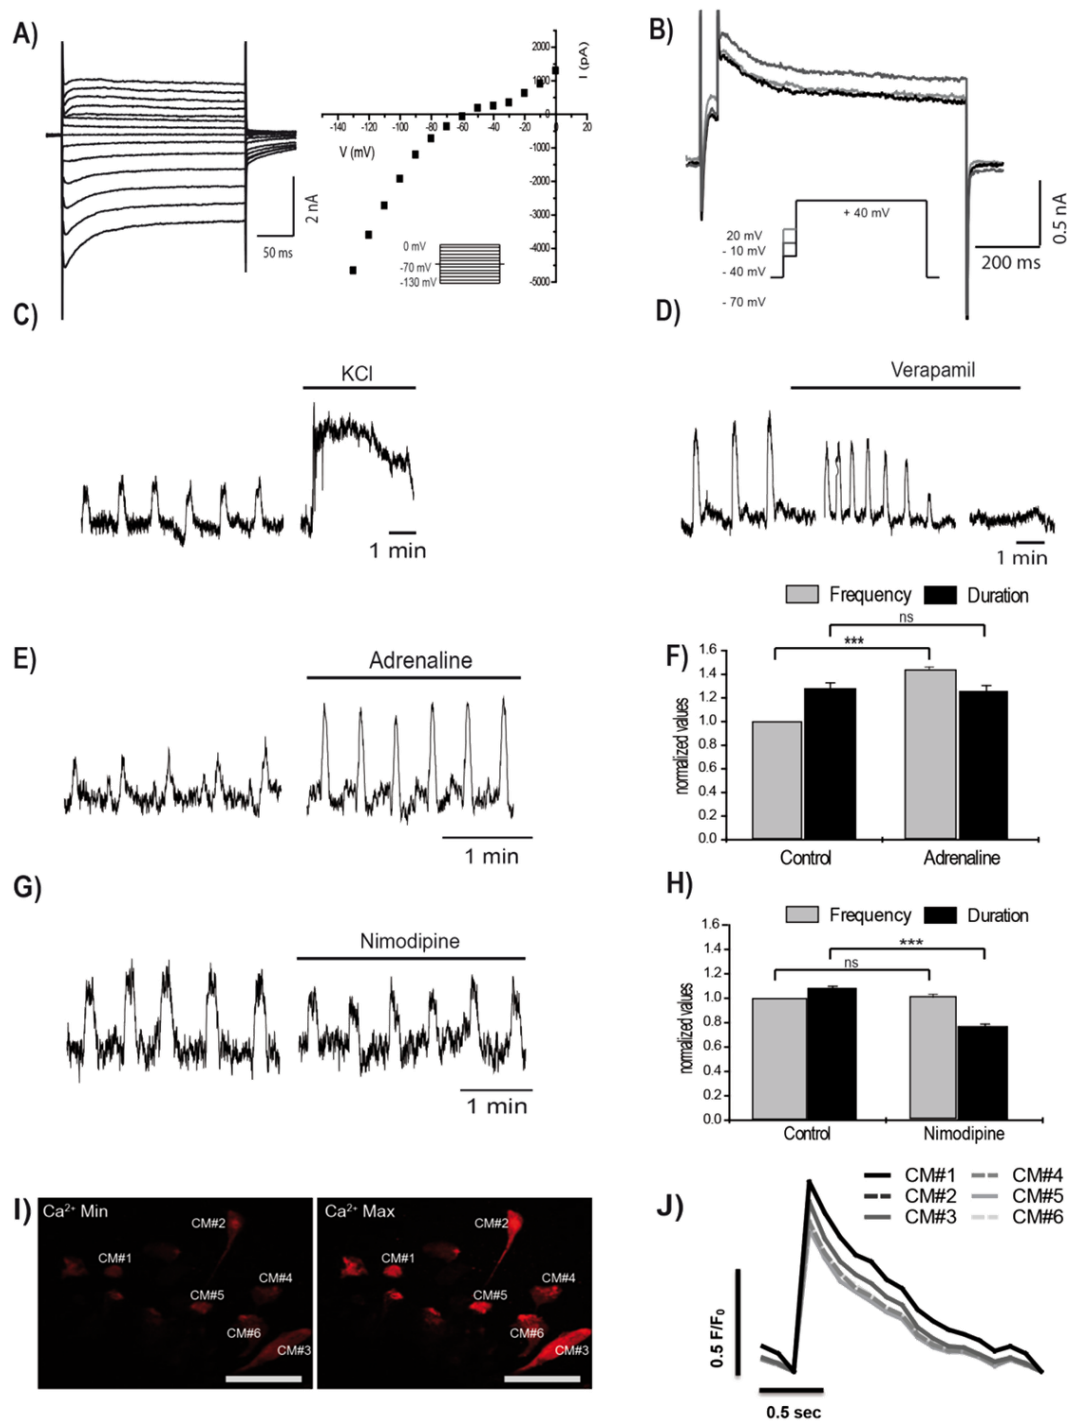 A)
2000
1000
0
-1000
-2000
-3000
-4000
-5000
I (pA)
-140 -120 -100 -80 -60 -40 -20 20
V (mV)
2 nA
50 ms
0 mV
-70 mV
-130 mV
B)
+ 40 mV
20 mV
- 10 mV
- 40 mV
- 70 mV
0.5 nA
200 ms
C)
KCl
1 min
D)
Verapamil
1 min
E)
Adrenaline
1 min
F)
Frequency Duration
ns
***
1.6
1.4
1.2
1.0
0.8
0.6
0.4
0.2
0.0
normalized values
Control Adrenaline
G)
Nimodipine
1 min
H)
Frequency Duration
***
ns
1.6
1.4
1.2
1.0
0.8
0.6
0.4
0.2
0.0
normalized values
Control Nimodipine
I)
Ca²⁺ Min
CM#2
CM#1
CM#4
CM#5
CM#6
CM#3
Ca²⁺ Max
CM#2
CM#1
CM#4
CM#5
CM#6
CM#3
J)
CM#1 CM#4
CM#2 CM#5
CM#3 CM#6
0.5 F/F₀
0.5 sec